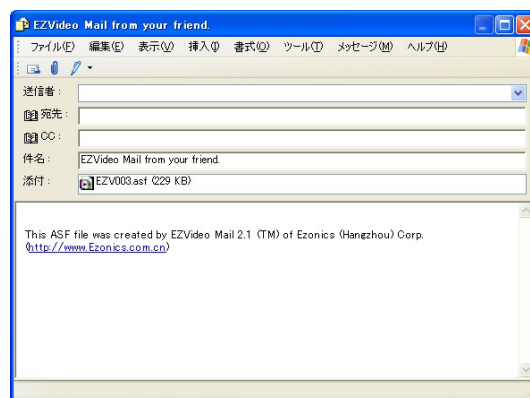 EZVideo Mail from your friend.
ファイル(F) 編集(E) 表示(V) 挿入(I) 書式(O) ツール(T) メッセージ(M) ヘルプ(H)
送信者:
宛先:
CC:
件名: EZVideo Mail from your friend.
添付: EZV003.asf (229 KB)
This ASF file was created by EZVideo Mail 2.1 (TM) of Ezonics (Hangzhou) Corp.
(http://www.Ezonics.com.cn)